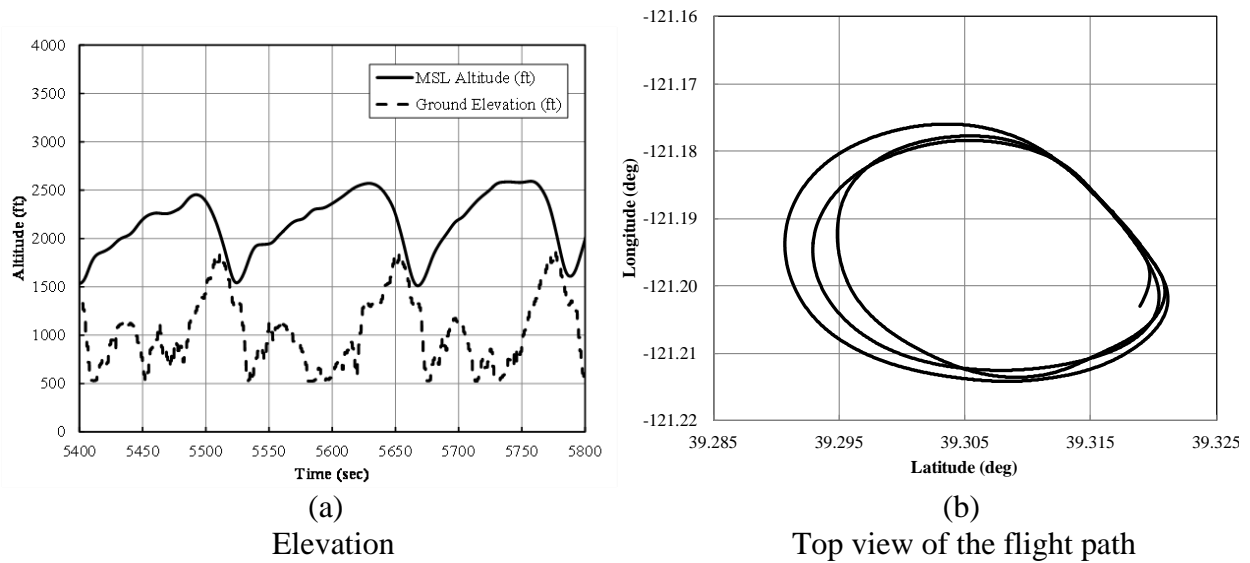 4000
3500
3000
2500
2000
1500
1000
500
0
Altitude (ft)
MSL Altitude (ft)
Ground Elevation (ft)
5400 5450 5500 5550 5600 5650 5700 5750 5800
Time (sec)
(a)
Elevation
-121.16
-121.17
-121.18
-121.19
-121.20
-121.21
-121.22
Longitude (deg)
39.285 39.295 39.305 39.315 39.325
Latitude (deg)
(b)
Top view of the flight path